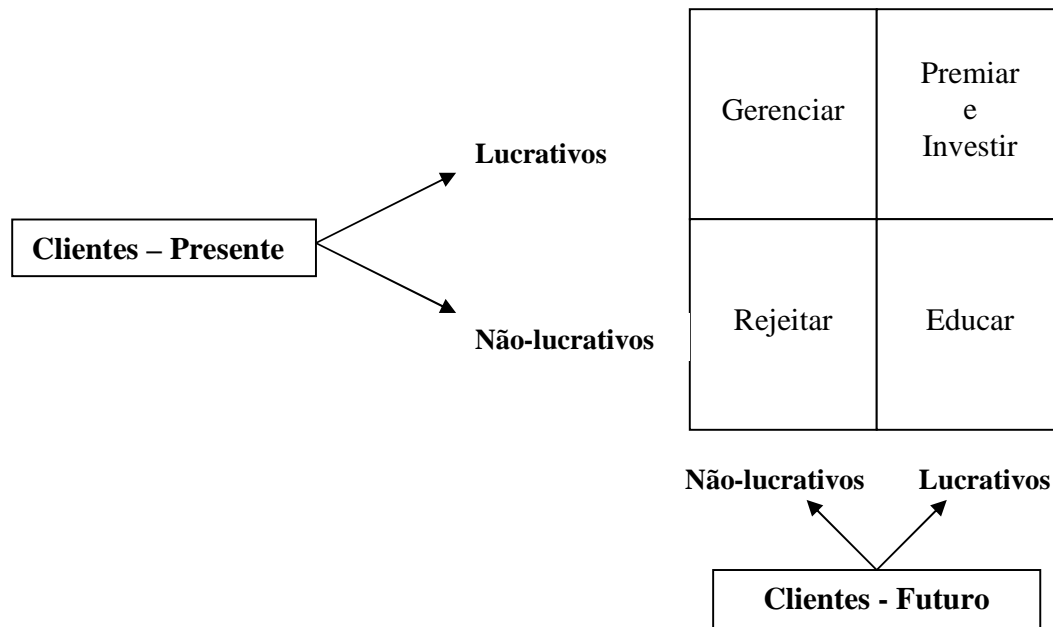 Premiar
e
Investir
Gerenciar
Lucrativos
Clientes – Presente
Não-lucrativos
Rejeitar
Educar
Não-lucrativos
Lucrativos
Clientes - Futuro